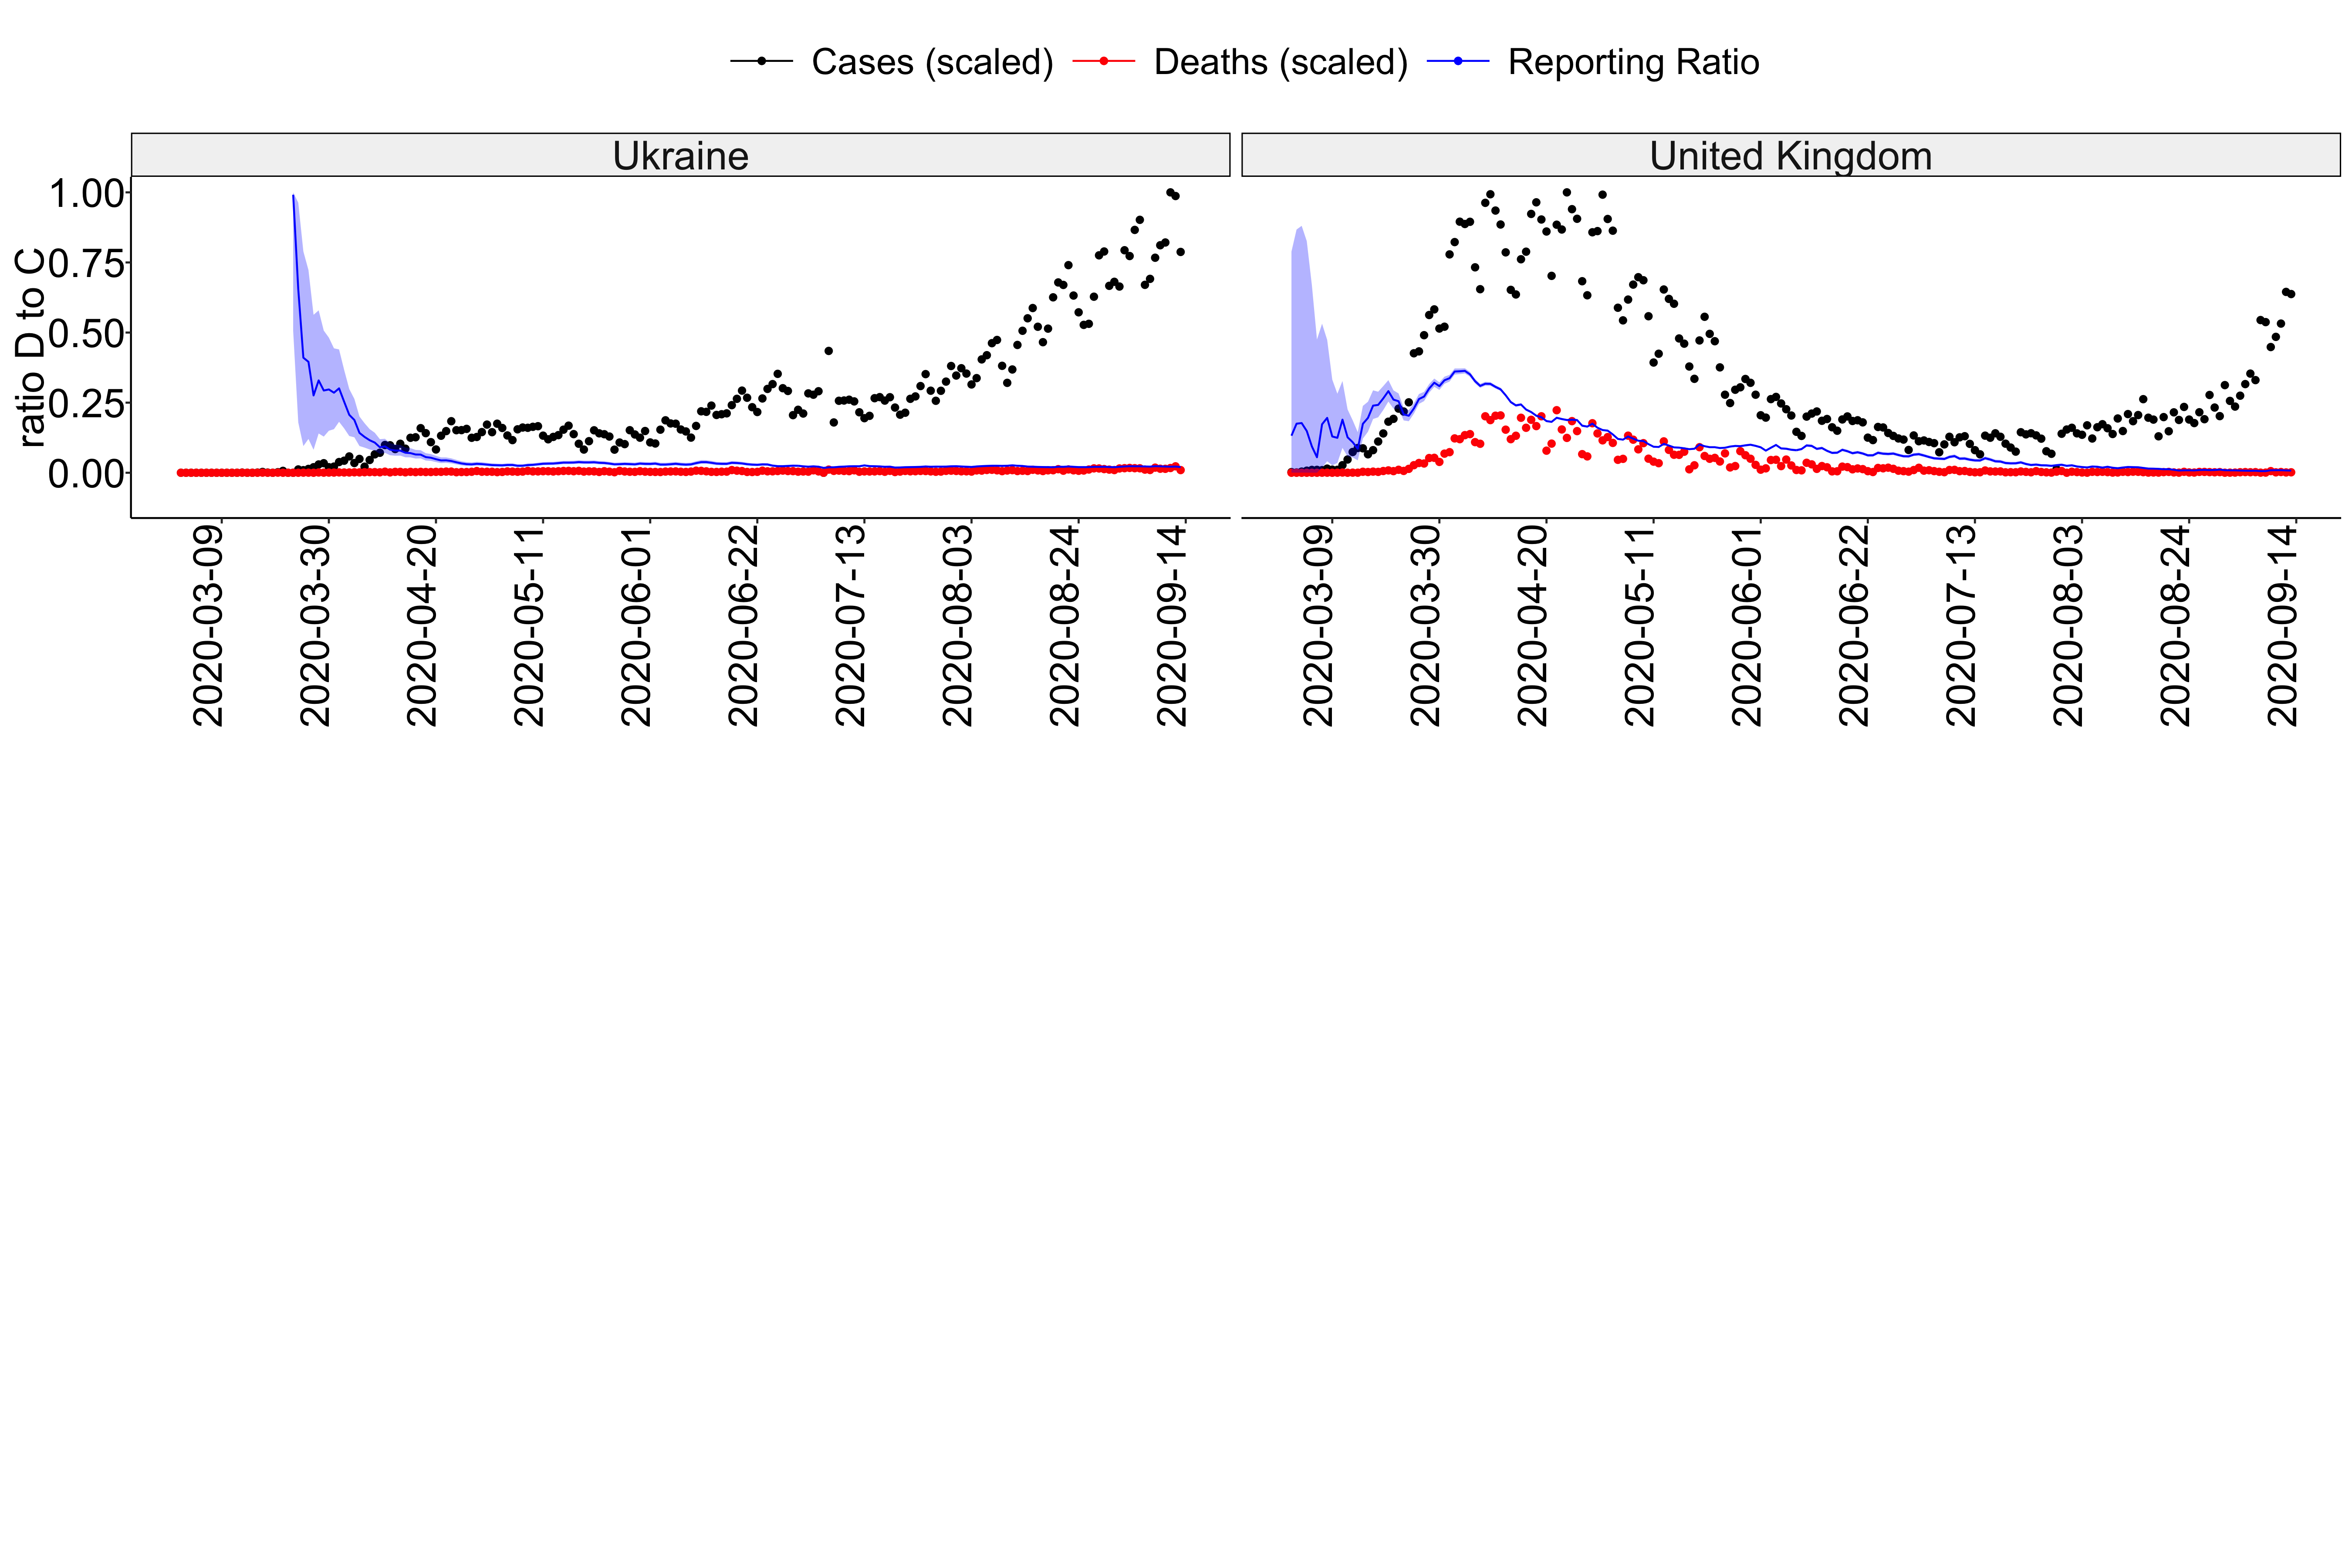 Cases (scaled) Deaths (scaled) Reporting Ratio
Ukraine United Kingdom
ratio D to C
1.00
0.75
0.50
0.25
0.00
2020-03-09 2020-03-30 2020-04-20 2020-05-11 2020-06-01 2020-06-22 2020-07-13 2020-08-03 2020-08-24 2020-09-14 2020-03-09 2020-03-30 2020-04-20 2020-05-11 2020-06-01 2020-06-22 2020-07-13 2020-08-03 2020-08-24 2020-09-14